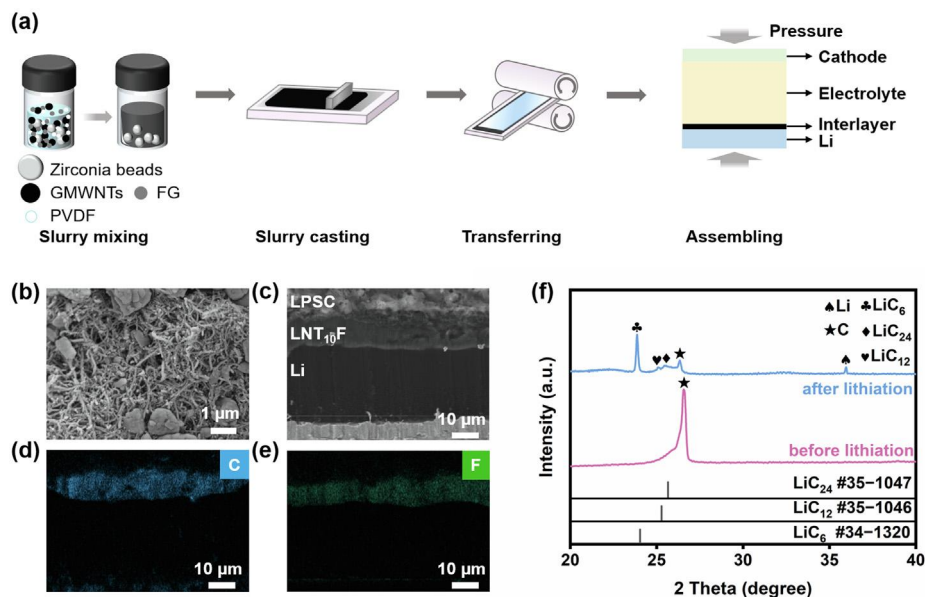 (a)
Pressure
Cathode
Electrolyte
Interlayer
Li
Zirconia beads
GMWNTs FG
PVDF
Slurry mixing Slurry casting Transferring Assembling
(b)
1 μm
(c)
LPSC
LNT₁₀F
Li
10 μm
(d)
C
10 μm
(e)
F
10 μm
(f)
♠Li ♣LiC₆
★C ♦LiC₂₄
♥LiC₁₂
♣
♥♦★ ♠
after lithiation
★
before lithiation
LiC₂₄ #35−1047
LiC₁₂ #35−1046
LiC₆ #34−1320
Intensity (a.u.)
20 25 30 35 40
2 Theta (degree)